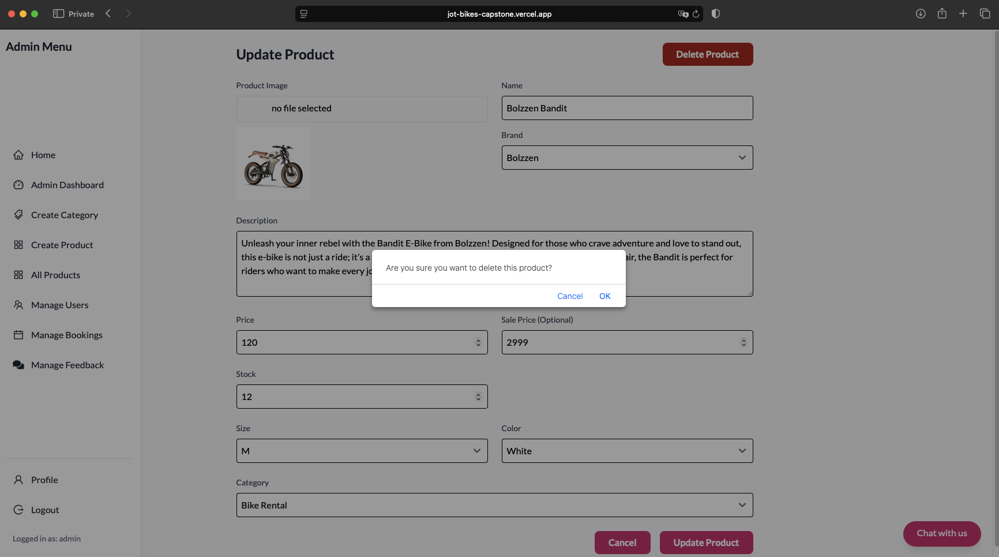 Private
jot-bikes-capstone.vercel.app
Admin Menu
Home
Admin Dashboard
Create Category
Create Product
All Products
Manage Users
Manage Bookings
Manage Feedback
Profile
Logout
Logged in as: admin
Update Product
Delete Product
Product Image
no file selected
Name
Bolzzen Bandit
Brand
Bolzzen
Description
Unleash your inner rebel with the Bandit E-Bike from Bolzzen! Designed for those who crave adventure and love to stand out,
this e-bike is not just a ride; it's a
air, the Bandit is perfect for
riders who want to make every jo
Are you sure you want to delete this product?
Cancel
OK
Price
120
Sale Price (Optional)
2999
Stock
12
Size
M
Color
White
Category
Bike Rental
Cancel
Update Product
Chat with us